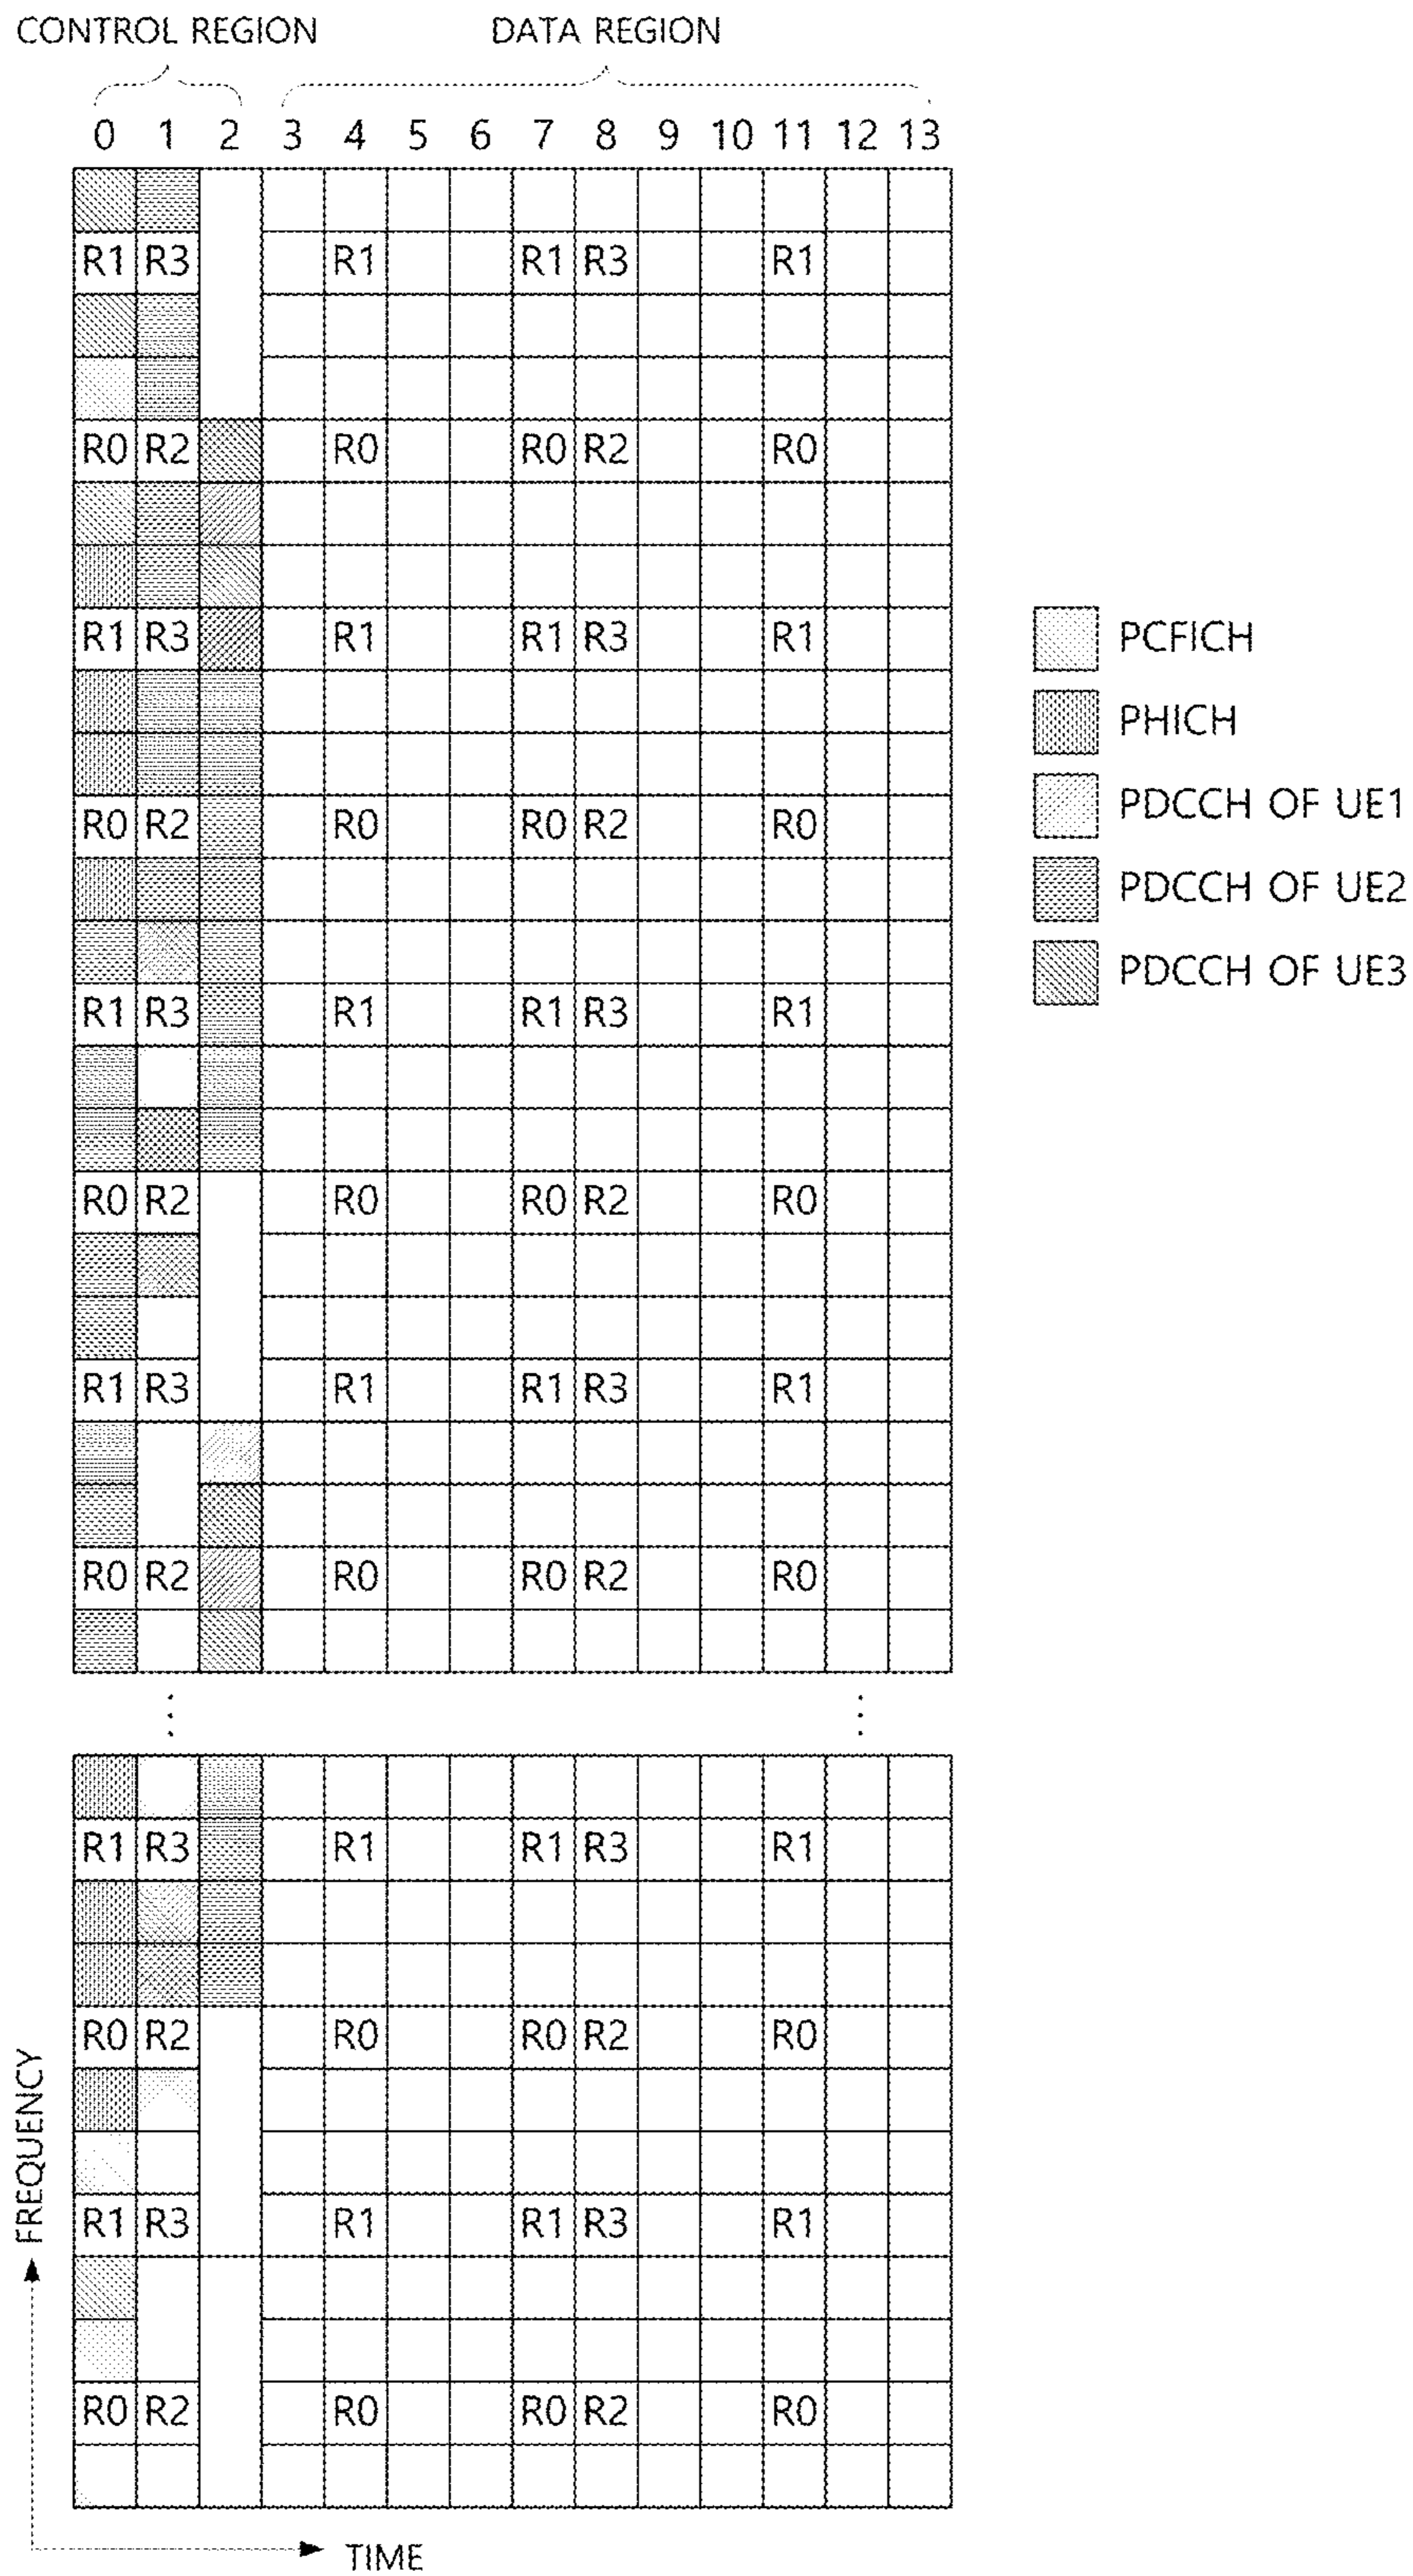 CONTROL REGION DATA REGION
0 1 2 3 4 5 6 7 8 9 10 11 12 13
R1 R3 R1 R1 R3 R1
R0 R2 R0 R0 R2 R0
R1 R3 R1 R1 R3 R1
R0 R2 R0 R0 R2 R0
R1 R3 R1 R1 R3 R1
R0 R2 R0 R0 R2 R0
R1 R3 R1 R1 R3 R1
R0 R2 R0 R0 R2 R0
R1 R3 R1 R1 R3 R1
R0 R2 R0 R0 R2 R0
R1 R3 R1 R1 R3 R1
R0 R2 R0 R0 R2 R0
PCFICH
PHICH
PDCCH OF UE1
PDCCH OF UE2
PDCCH OF UE3
FREQUENCY
TIME